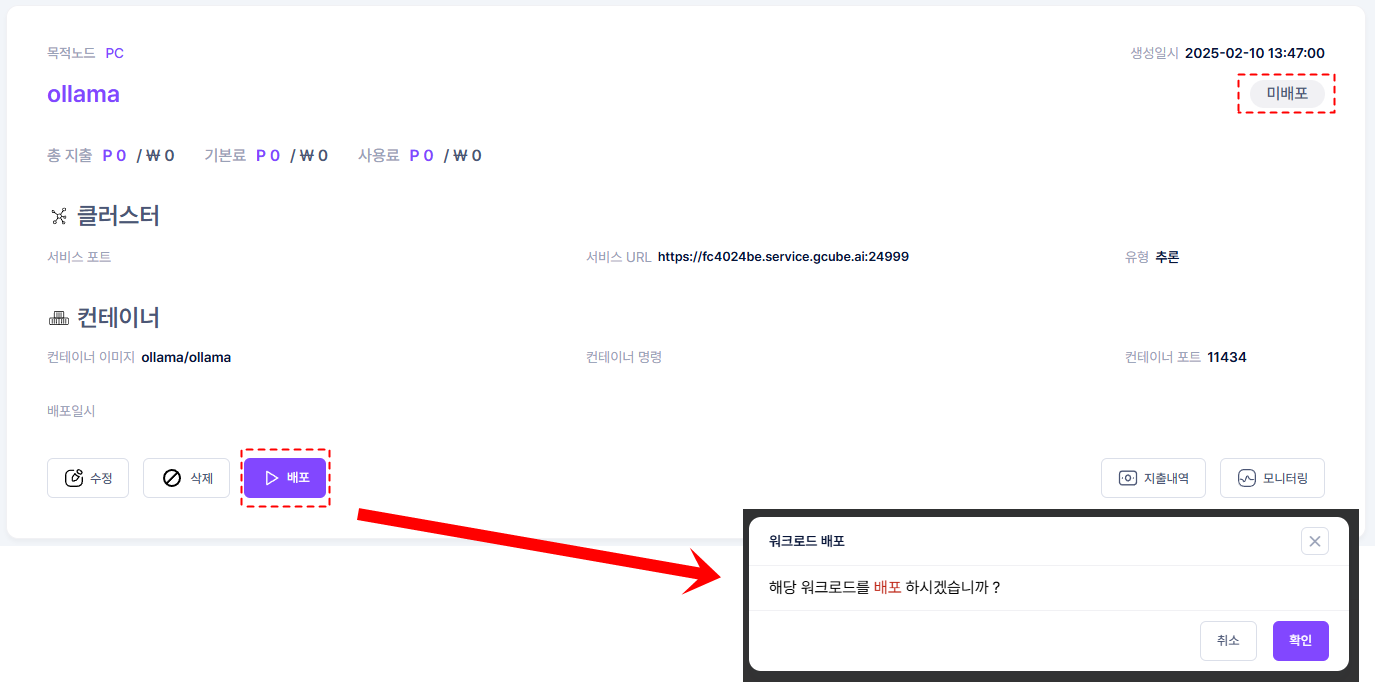 목적노드 PC
생성일시 2025-02-10 13:47:00
ollama
미배포
총 지출 P 0 / ₩ 0 기본료 P 0 / ₩ 0 사용료 P 0 / ₩ 0
클러스터
서비스 포트
서비스 URL https://fc4024be.service.gcube.ai:24999
유형 추론
컨테이너
컨테이너 이미지 ollama/ollama
컨테이너 명령
컨테이너 포트 11434
배포일시
수정 삭제 배포
지출내역 모니터링
워크로드 배포
해당 워크로드를 배포 하시겠습니까 ?
취소 확인